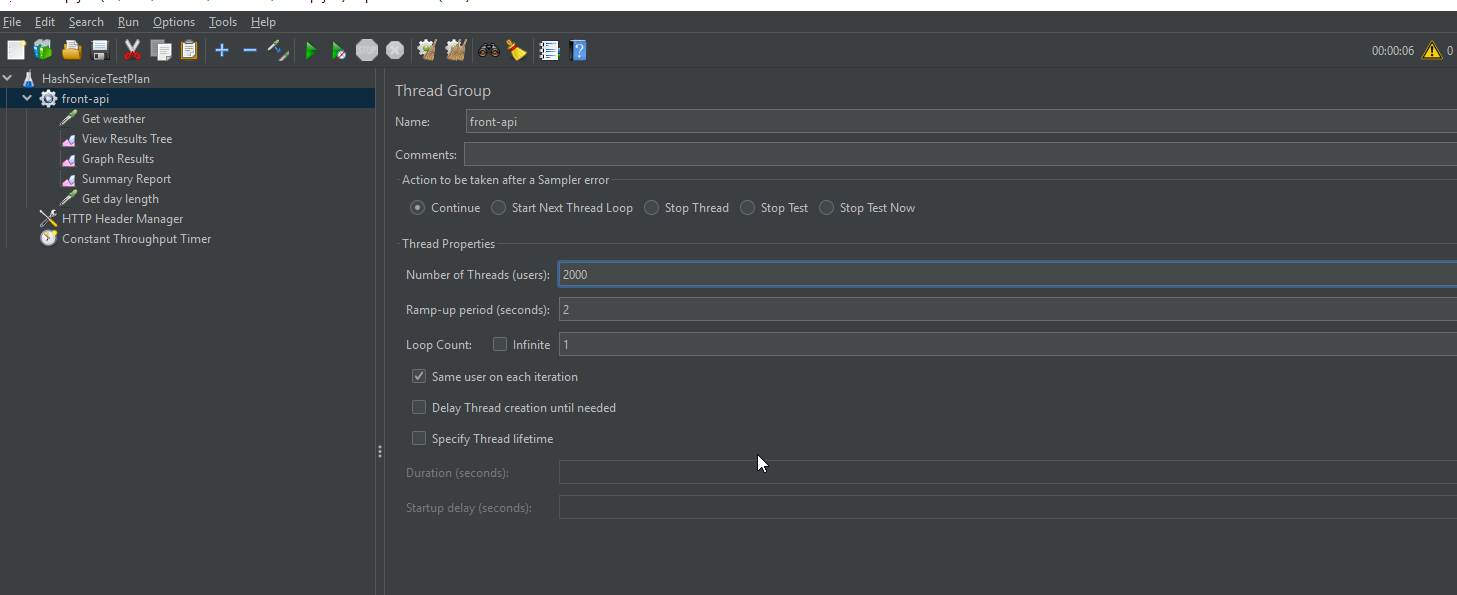 File Edit Search Run Options Tools Help
STOP
00:00:06 0
HashServiceTestPlan
front-api
Get weather
View Results Tree
Graph Results
Summary Report
Get day length
HTTP Header Manager
Constant Throughput Timer
Thread Group
Name: front-api
Comments:
Action to be taken after a Sampler error
Continue Start Next Thread Loop Stop Thread Stop Test Stop Test Now
Thread Properties
Number of Threads (users): 2000
Ramp-up period (seconds): 2
Loop Count: Infinite 1
Same user on each iteration
Delay Thread creation until needed
Specify Thread lifetime
Duration (seconds):
Startup delay (seconds):